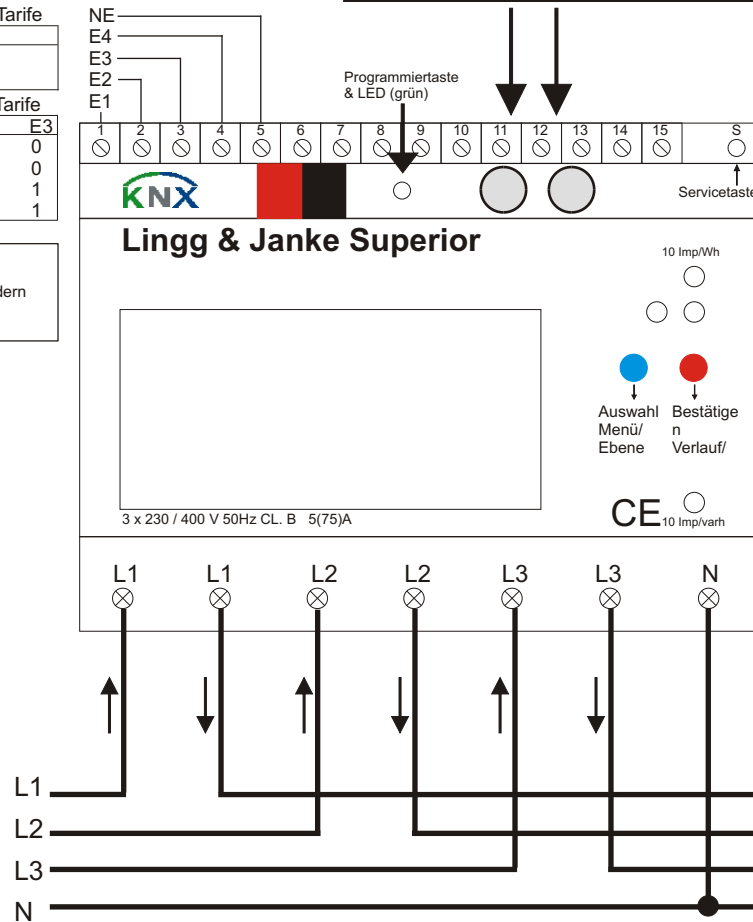 Tarife
Tarife
E3
0
0
1
1
dern
NE
E4
E3
E2
E1
Programmiertaste
& LED (grün)
1 2 3 4 5 6 7 8 9 10 11 12 13 14 15 S
KNX
Servicetaste
Lingg & Janke Superior
10 Imp/Wh
Auswahl
Menü/
Ebene
Bestätige
n
Verlauf/
3 x 230 / 400 V 50Hz CL. B 5(75)A
CE
10 Imp/varh
L1 L1 L2 L2 L3 L3 N
L1
L2
L3
N